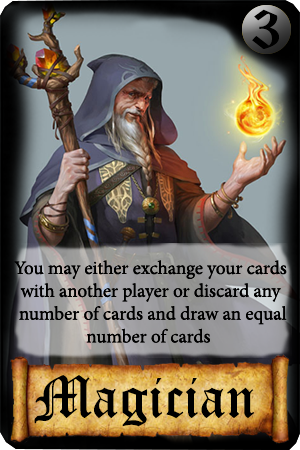 3
You may either exchange your cards
with another player or discard any
number of cards and draw an equal
number of cards
Magician